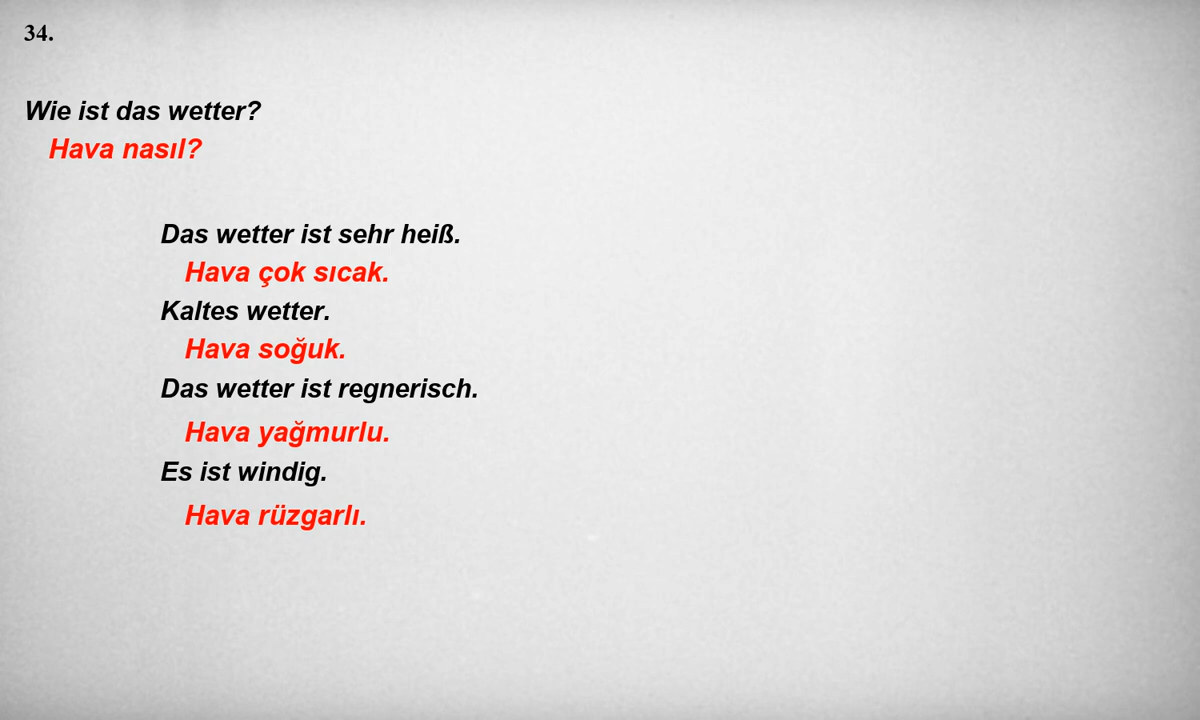 34.
Wie ist das wetter?
Hava nasıl?
Das wetter ist sehr heiß.
Hava çok sıcak.
Kaltes wetter.
Hava soğuk.
Das wetter ist regnerisch.
Hava yağmurlu.
Es ist windig.
Hava rüzgarlı.